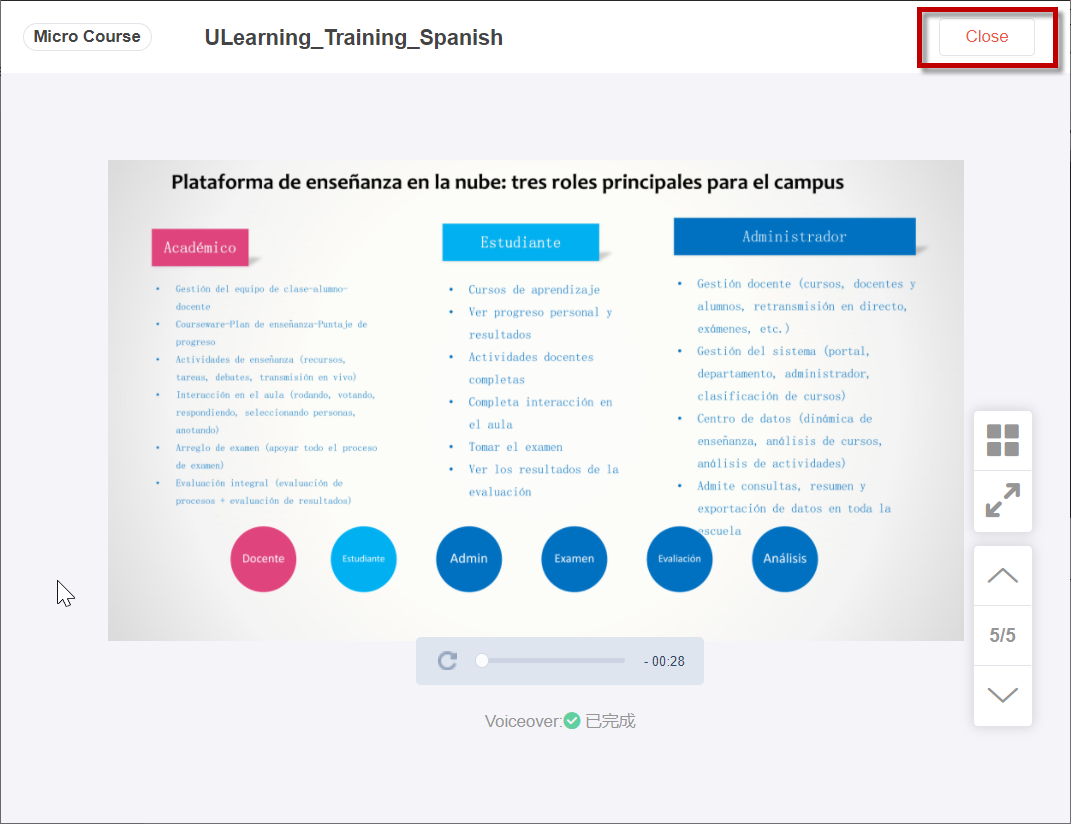 Micro Course
ULearning_Training_Spanish
Close
Plataforma de enseñanza en la nube: tres roles principales para el campus
Académico
Gestión del equipo de clase-alumno-
docente
Courseware-Plan de enseñanza-Puntaje de
progreso
Actividades de enseñanza (recursos,
tareas, debates, transmisión en vivo)
Interacción en el aula (rodando, votando,
respondiendo, seleccionando personas,
anotando)
Arreglo de examen (apoyar todo el proceso
de examen)
Evaluación integral (evaluación de
procesos + evaluación de resultados)
Estudiante
Cursos de aprendizaje
Ver progreso personal y
resultados
Actividades docentes
completas
Completa interacción en
el aula
Tomar el examen
Ver los resultados de la
evaluación
Administrador
Gestión docente (cursos, docentes y
alumnos, retransmisión en directo,
exámenes, etc.)
Gestión del sistema (portal,
departamento, administrador,
clasificación de cursos)
Centro de datos (dinámica de
enseñanza, análisis de cursos,
análisis de actividades)
Admite consultas, resumen y
exportación de datos en toda la
escuela
Docente
Estudiante
Admin
Examen
Evaliación
Análisis
5/5
- 00:28
Voiceover: 已完成